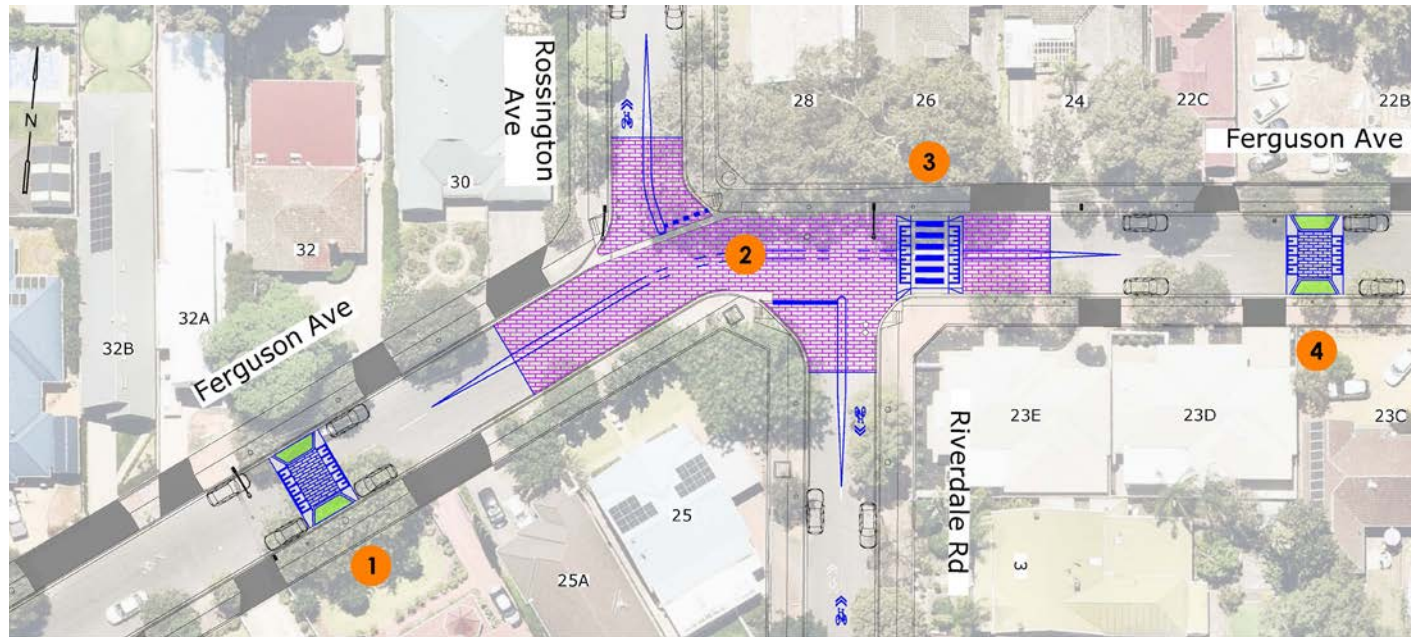 Rossington
Ave
28
26
24
22C
22B
Ferguson Ave
3
N
30
32
2
32A
32B
Ferguson Ave
4
23E
23D
23C
Riverdale Rd
25
3
25A
1